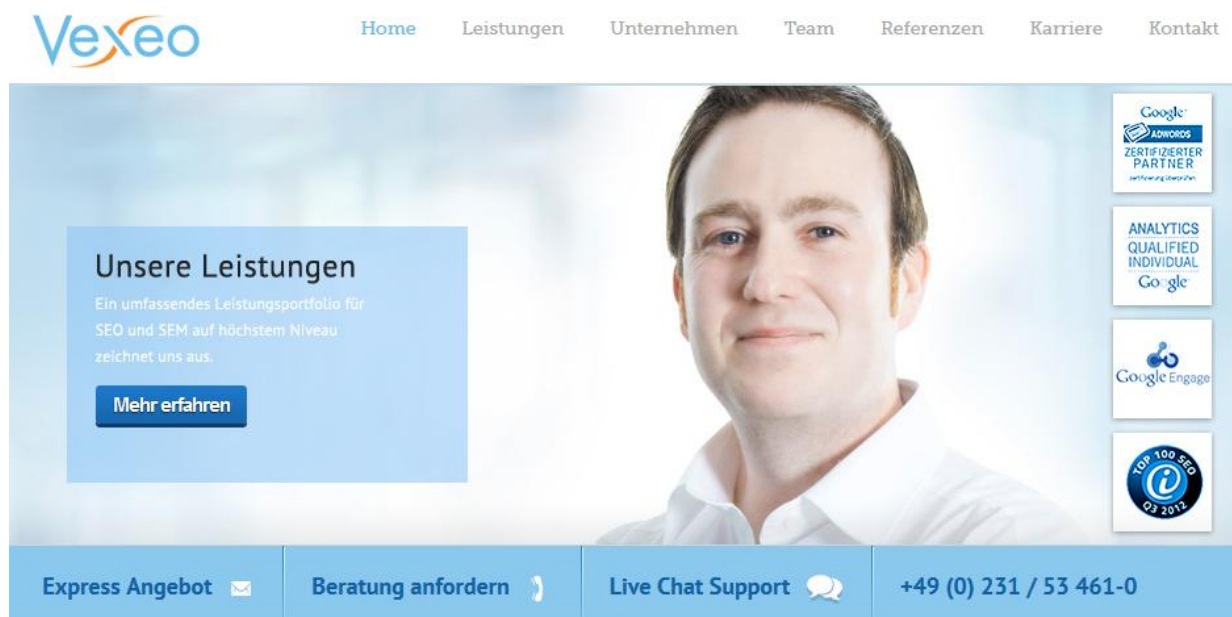 Vexeo
Home Leistungen Unternehmen Team Referenzen Karriere Kontakt
Unsere Leistungen
Ein umfassendes Leistungsportfolio für
SEO und SEM auf höchstem Niveau
zeichnet uns aus.
Mehr erfahren
Google
ADWORDS
ZERTIFIZIERTER
PARTNER
zertifizierung überprüfen
ANALYTICS
QUALIFIED
INDIVIDUAL
Google
Google Engage
TOP 100 SEO
Q3 2012
Express Angebot
Beratung anfordern
Live Chat Support
+49 (0) 231 / 53 461-0